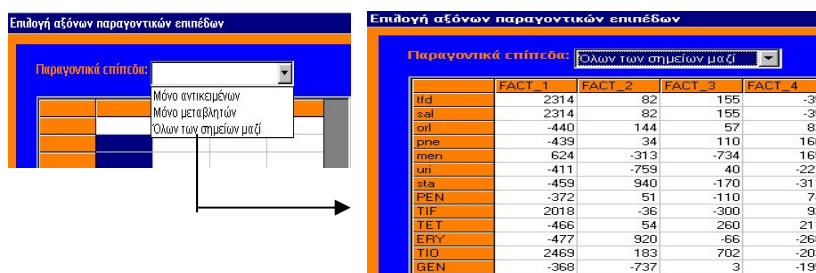 Επιλογή αξόνων παραγοντικών επιπέδων
Παραγοντικά επίπεδα:
Μόνο αντικειμένων
Μόνο μεταβλητών
Όλων των σημείων μαζί
Επιλογή αξόνων παραγοντικών επιπέδων
Παραγοντικά επίπεδα: Όλων των σημείων μαζί
FACT_1 FACT_2 FACT_3 FACT_4
tfd 2314 82 155
sal 2314 82 155
orl -440 144 57
pne -439 34 110
men 624 -313 -734
uri -411 -759 40
sta -459 940 -170
PEN -372 51 -110
TIF 2018 -36 -300
TET -466 54 260
ERY -477 920 -66
TIO 2469 183 702
GEN -368 -737 3